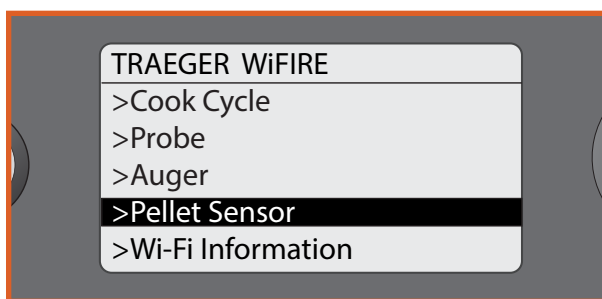 TRAEGER WiFIRE
>Cook Cycle
>Probe
>Auger
>Pellet Sensor
>Wi-Fi Information